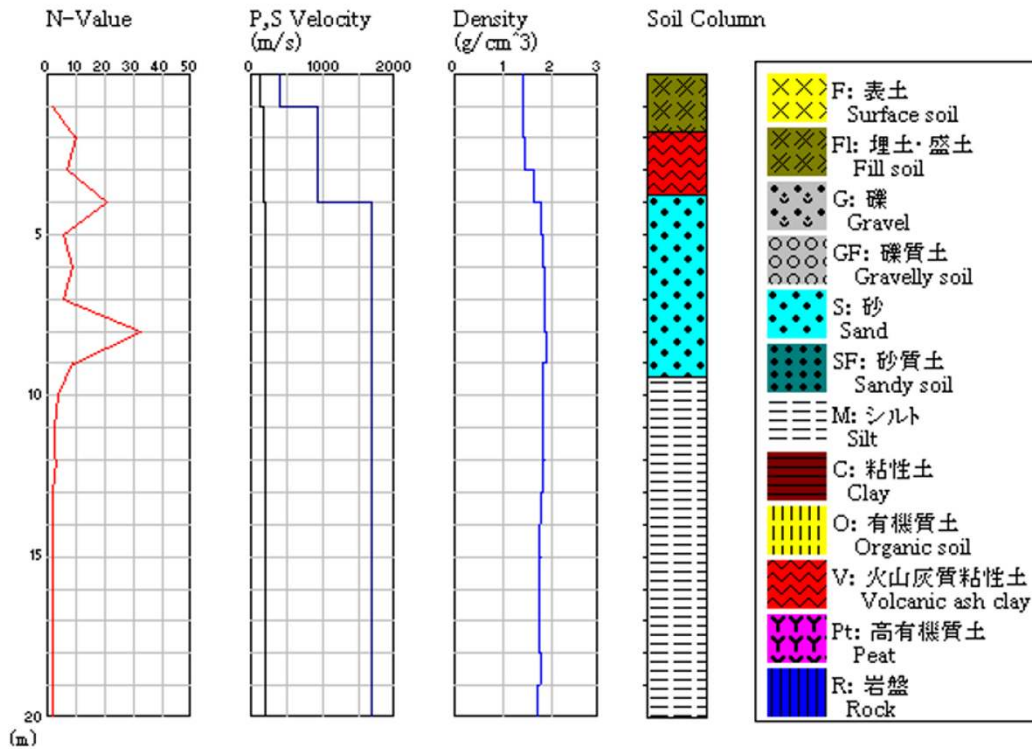 N-Value
P,S Velocity
(m/s)
Density
(g/cm^3)
Soil Column
0 10 20 30 40 50
0 1000 2000
0 1 2 3
5
10
15
20
(m)
F: 表土
Surface soil
Fl: 埋土・盛土
Fill soil
G: 礫
Gravel
GF: 礫質土
Gravelly soil
S: 砂
Sand
SF: 砂質土
Sandy soil
M: シルト
Silt
C: 粘性土
Clay
O: 有機質土
Organic soil
V: 火山灰質粘性土
Volcanic ash clay
Pt: 高有機質土
Peat
R: 岩盤
Rock